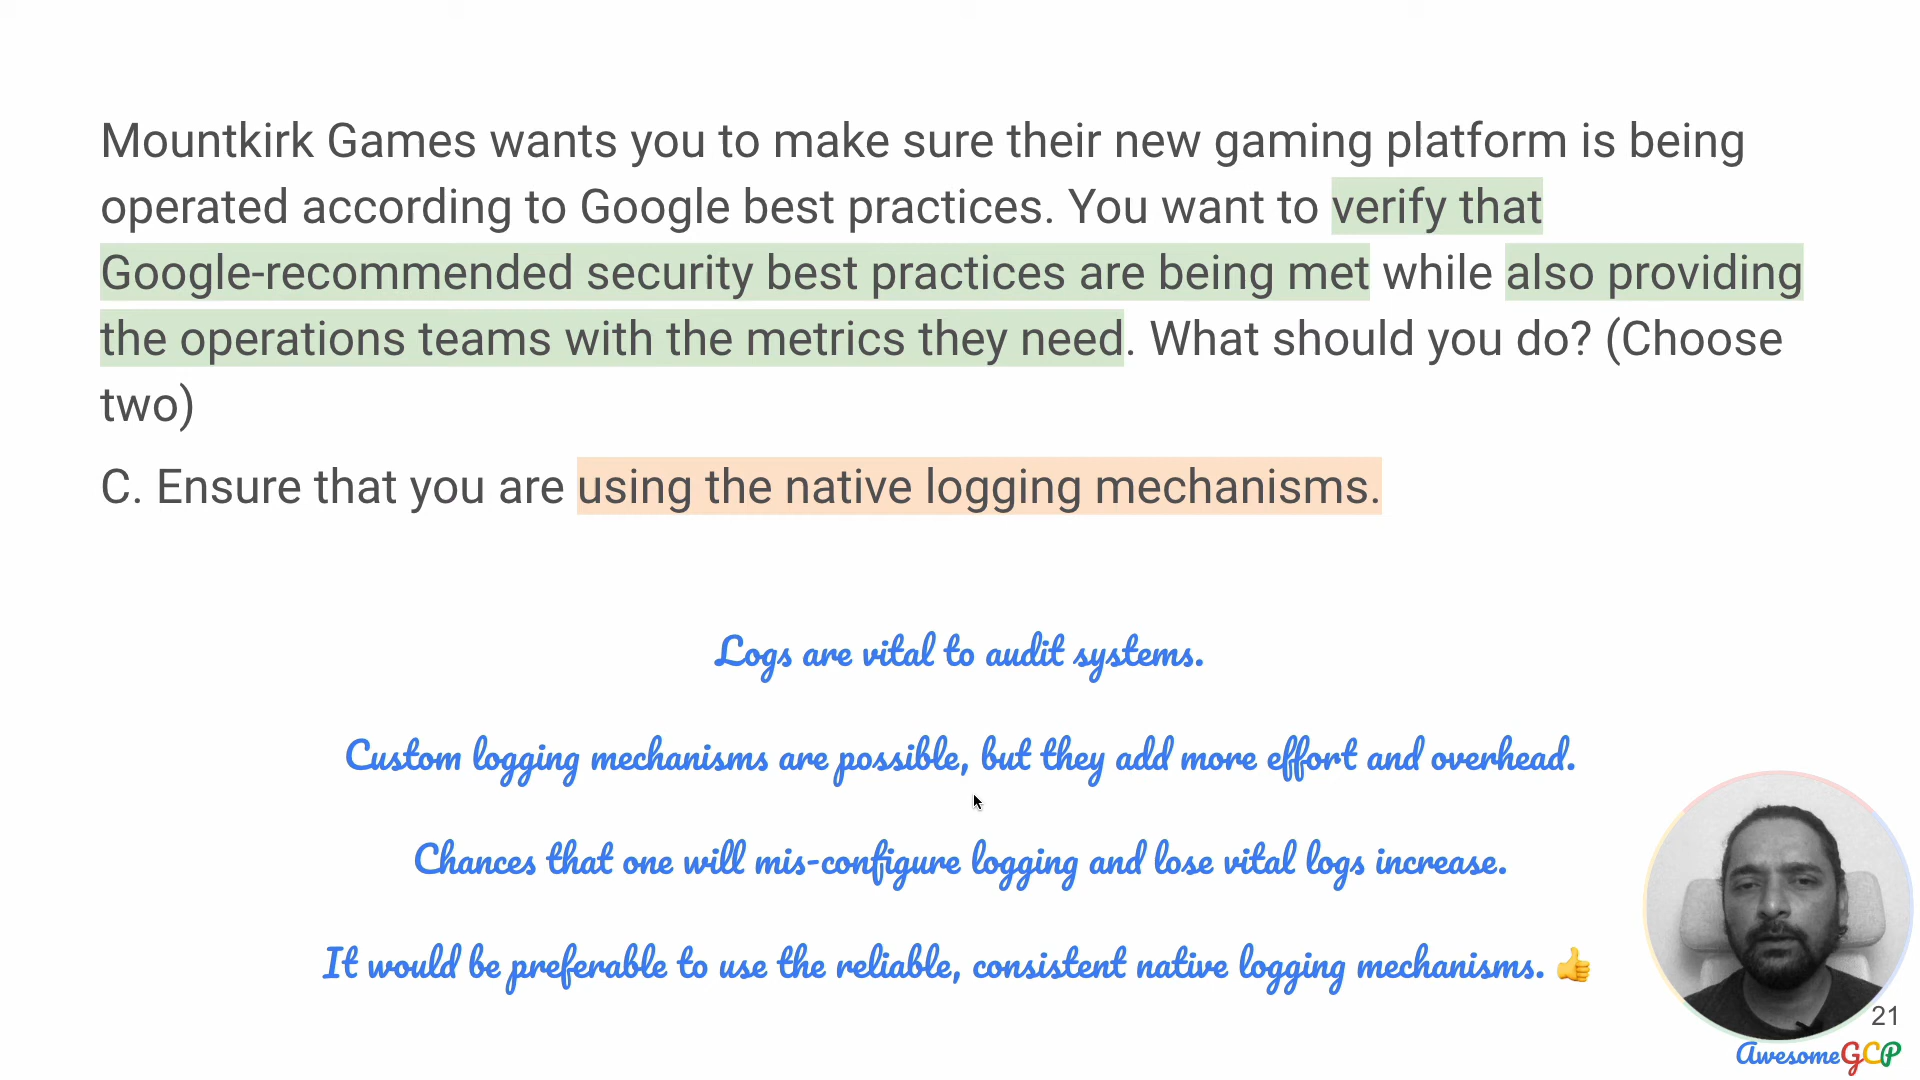 Mountkirk Games wants you to make sure their new gaming platform is being
operated according to Google best practices. You want to verify that
Google-recommended security best practices are being met while also providing
the operations teams with the metrics they need. What should you do? (Choose
two)
C. Ensure that you are using the native logging mechanisms.
Logs are vital to audit systems.
Custom logging mechanisms are possible, but they add more effort and overhead.
Chances that one will mis-configure logging and lose vital logs increase.
It would be preferable to use the reliable, consistent native logging mechanisms. 👍
21
AwesomeGCP